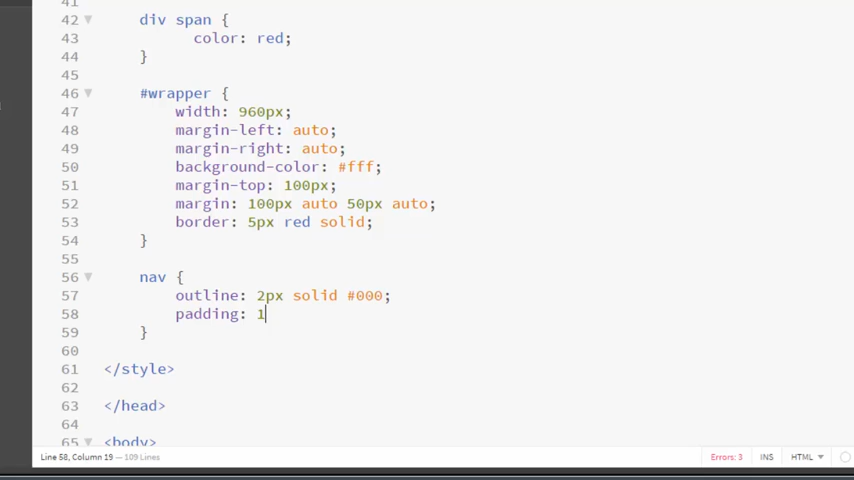 41
42 div span {
43 color: red;
44 }
45
46 #wrapper {
47 width: 960px;
48 margin-left: auto;
49 margin-right: auto;
50 background-color: #fff;
51 margin-top: 100px;
52 margin: 100px auto 50px auto;
53 border: 5px red solid;
54 }
55
56 nav {
57 outline: 2px solid #000;
58 padding: 1
59 }
60
61 </style>
62
63 </head>
64
65 <body>
Line 58, Column 19 — 109 Lines Errors: 3 INS HTML